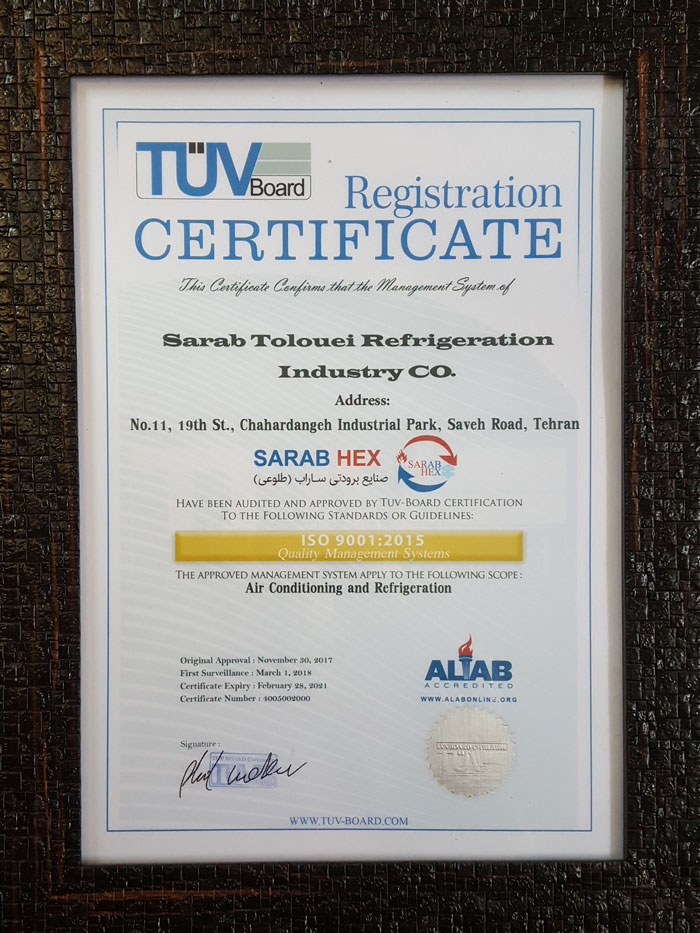 TÜV Board
Registration
CERTIFICATE
This Certificate Confirms that the Management System of
Sarab Tolouei Refrigeration
Industry CO.
Address:
No.11, 19th St., Chahardangeh Industrial Park, Saveh Road, Tehran
SARAB HEX
صنایع برودتی ساراب (طلوعی)
SARAB
HEX
HAVE BEEN AUDITED AND APPROVED BY TUV-BOARD CERTIFICATION
TO THE FOLLOWING STANDARDS OR GUIDELINES:
ISO 9001:2015
Quality Management Systems
THE APPROVED MANAGEMENT SYSTEM APPLY TO THE FOLLOWING SCOPE :
Air Conditioning and Refrigeration
Original Approval : November 30, 2017
First Surveillance : March 1, 2018
Certificate Expiry : February 28, 2021
Certificate Number : 4005002000
ALAB
ACCREDITED
WWW.ALABONLINE.ORG
Signature :
TÜV
WWW.TUV-BOARD.COM